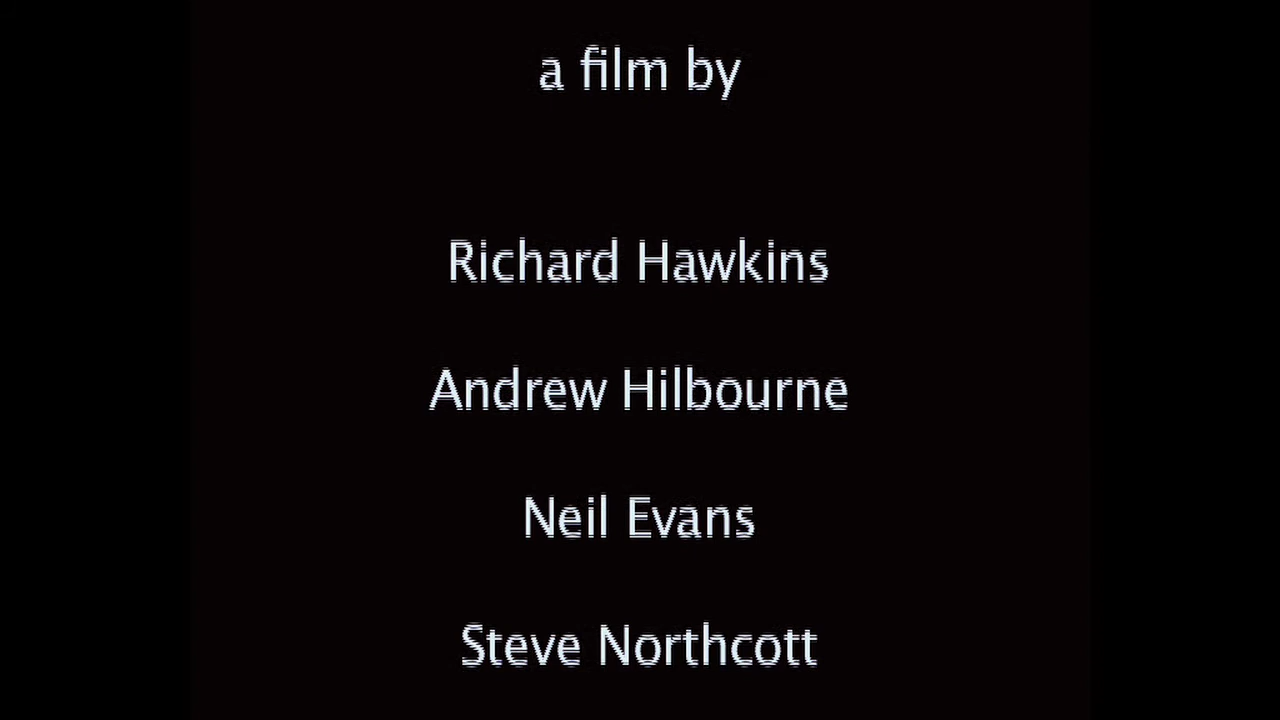 a film by
Richard Hawkins
Andrew Hilbourne
Neil Evans
Steve Northcott